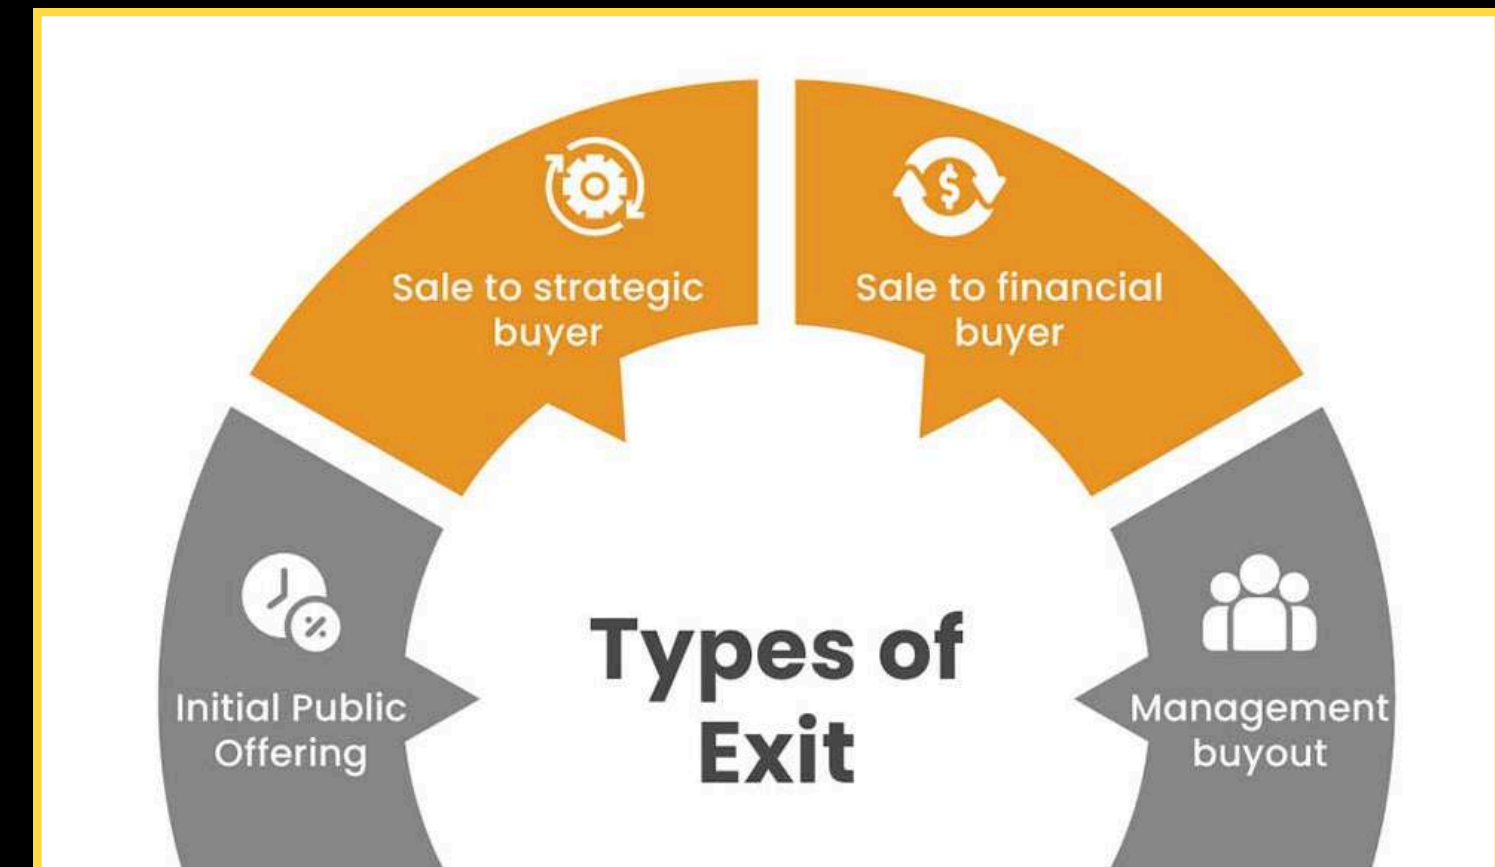 Sale to strategic
buyer
Sale to financial
buyer
Initial Public
Offering
Types of
Exit
Management
buyout